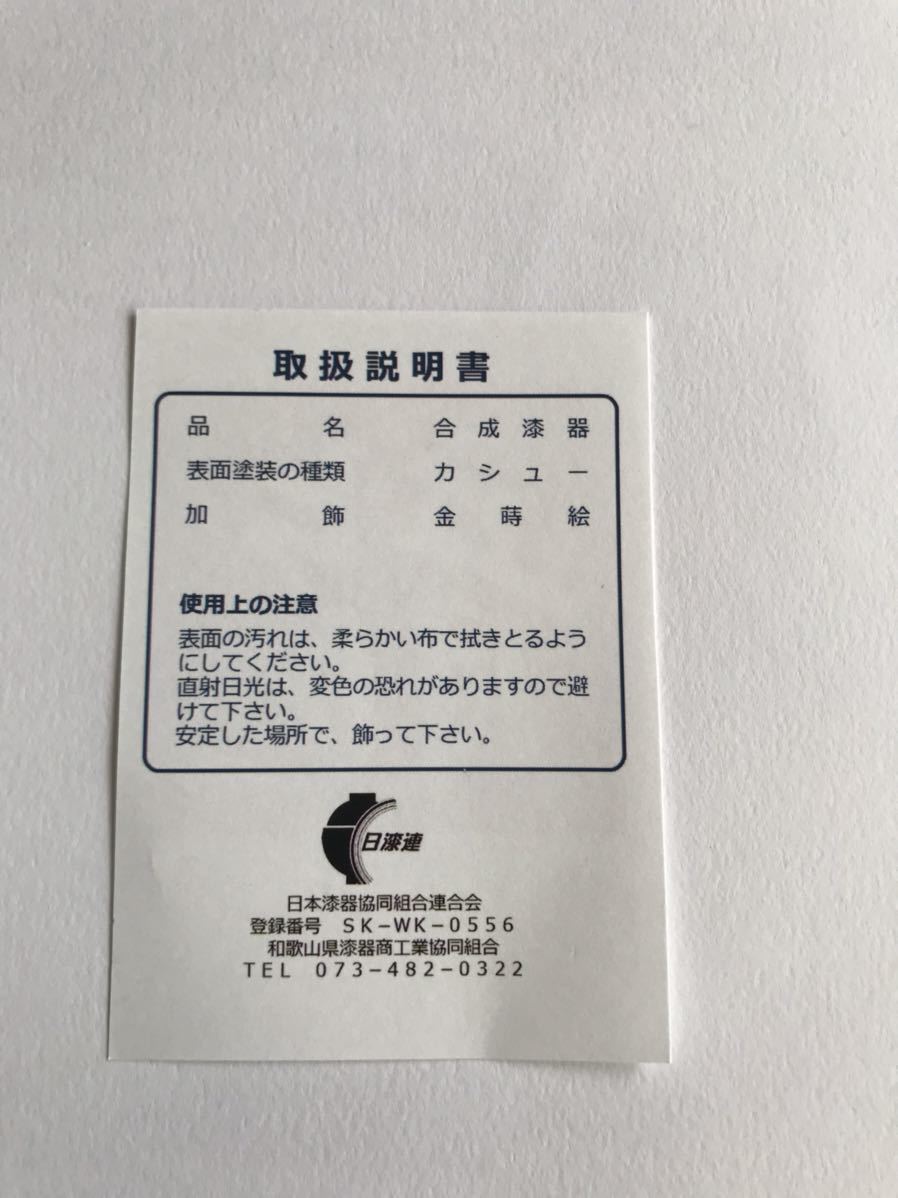 取扱説明書
品名 合成漆器
表面塗装の種類 カシュー
加飾 金蒔絵
使用上の注意
表面の汚れは、柔らかい布で拭きとるよう
にしてください。
直射日光は、変色の恐れがありますので避
けて下さい。
安定した場所で、飾って下さい。
日漆連
日本漆器協同組合連合会
登録番号 SK-WK-0556
和歌山県漆器商工業協同組合
TEL 073-482-0322